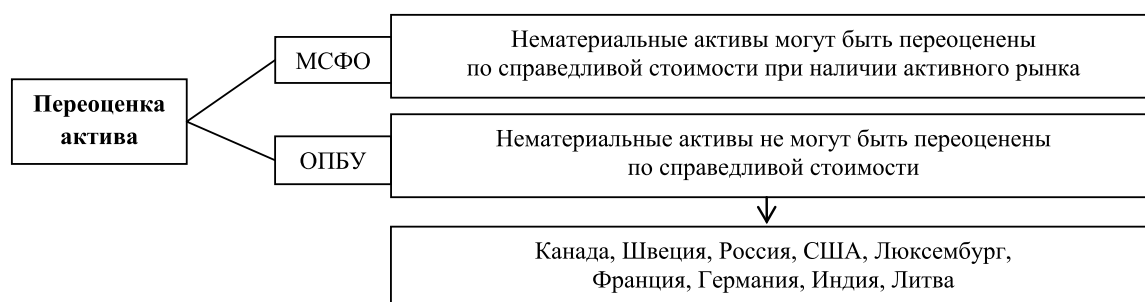 Переоценка
актива
МСФО
Нематериальные активы могут быть переоценены
по справедливой стоимости при наличии активного рынка
ОПБУ
Нематериальные активы не могут быть переоценены
по справедливой стоимости
Канада, Швеция, Россия, США, Люксембург,
Франция, Германия, Индия, Литва